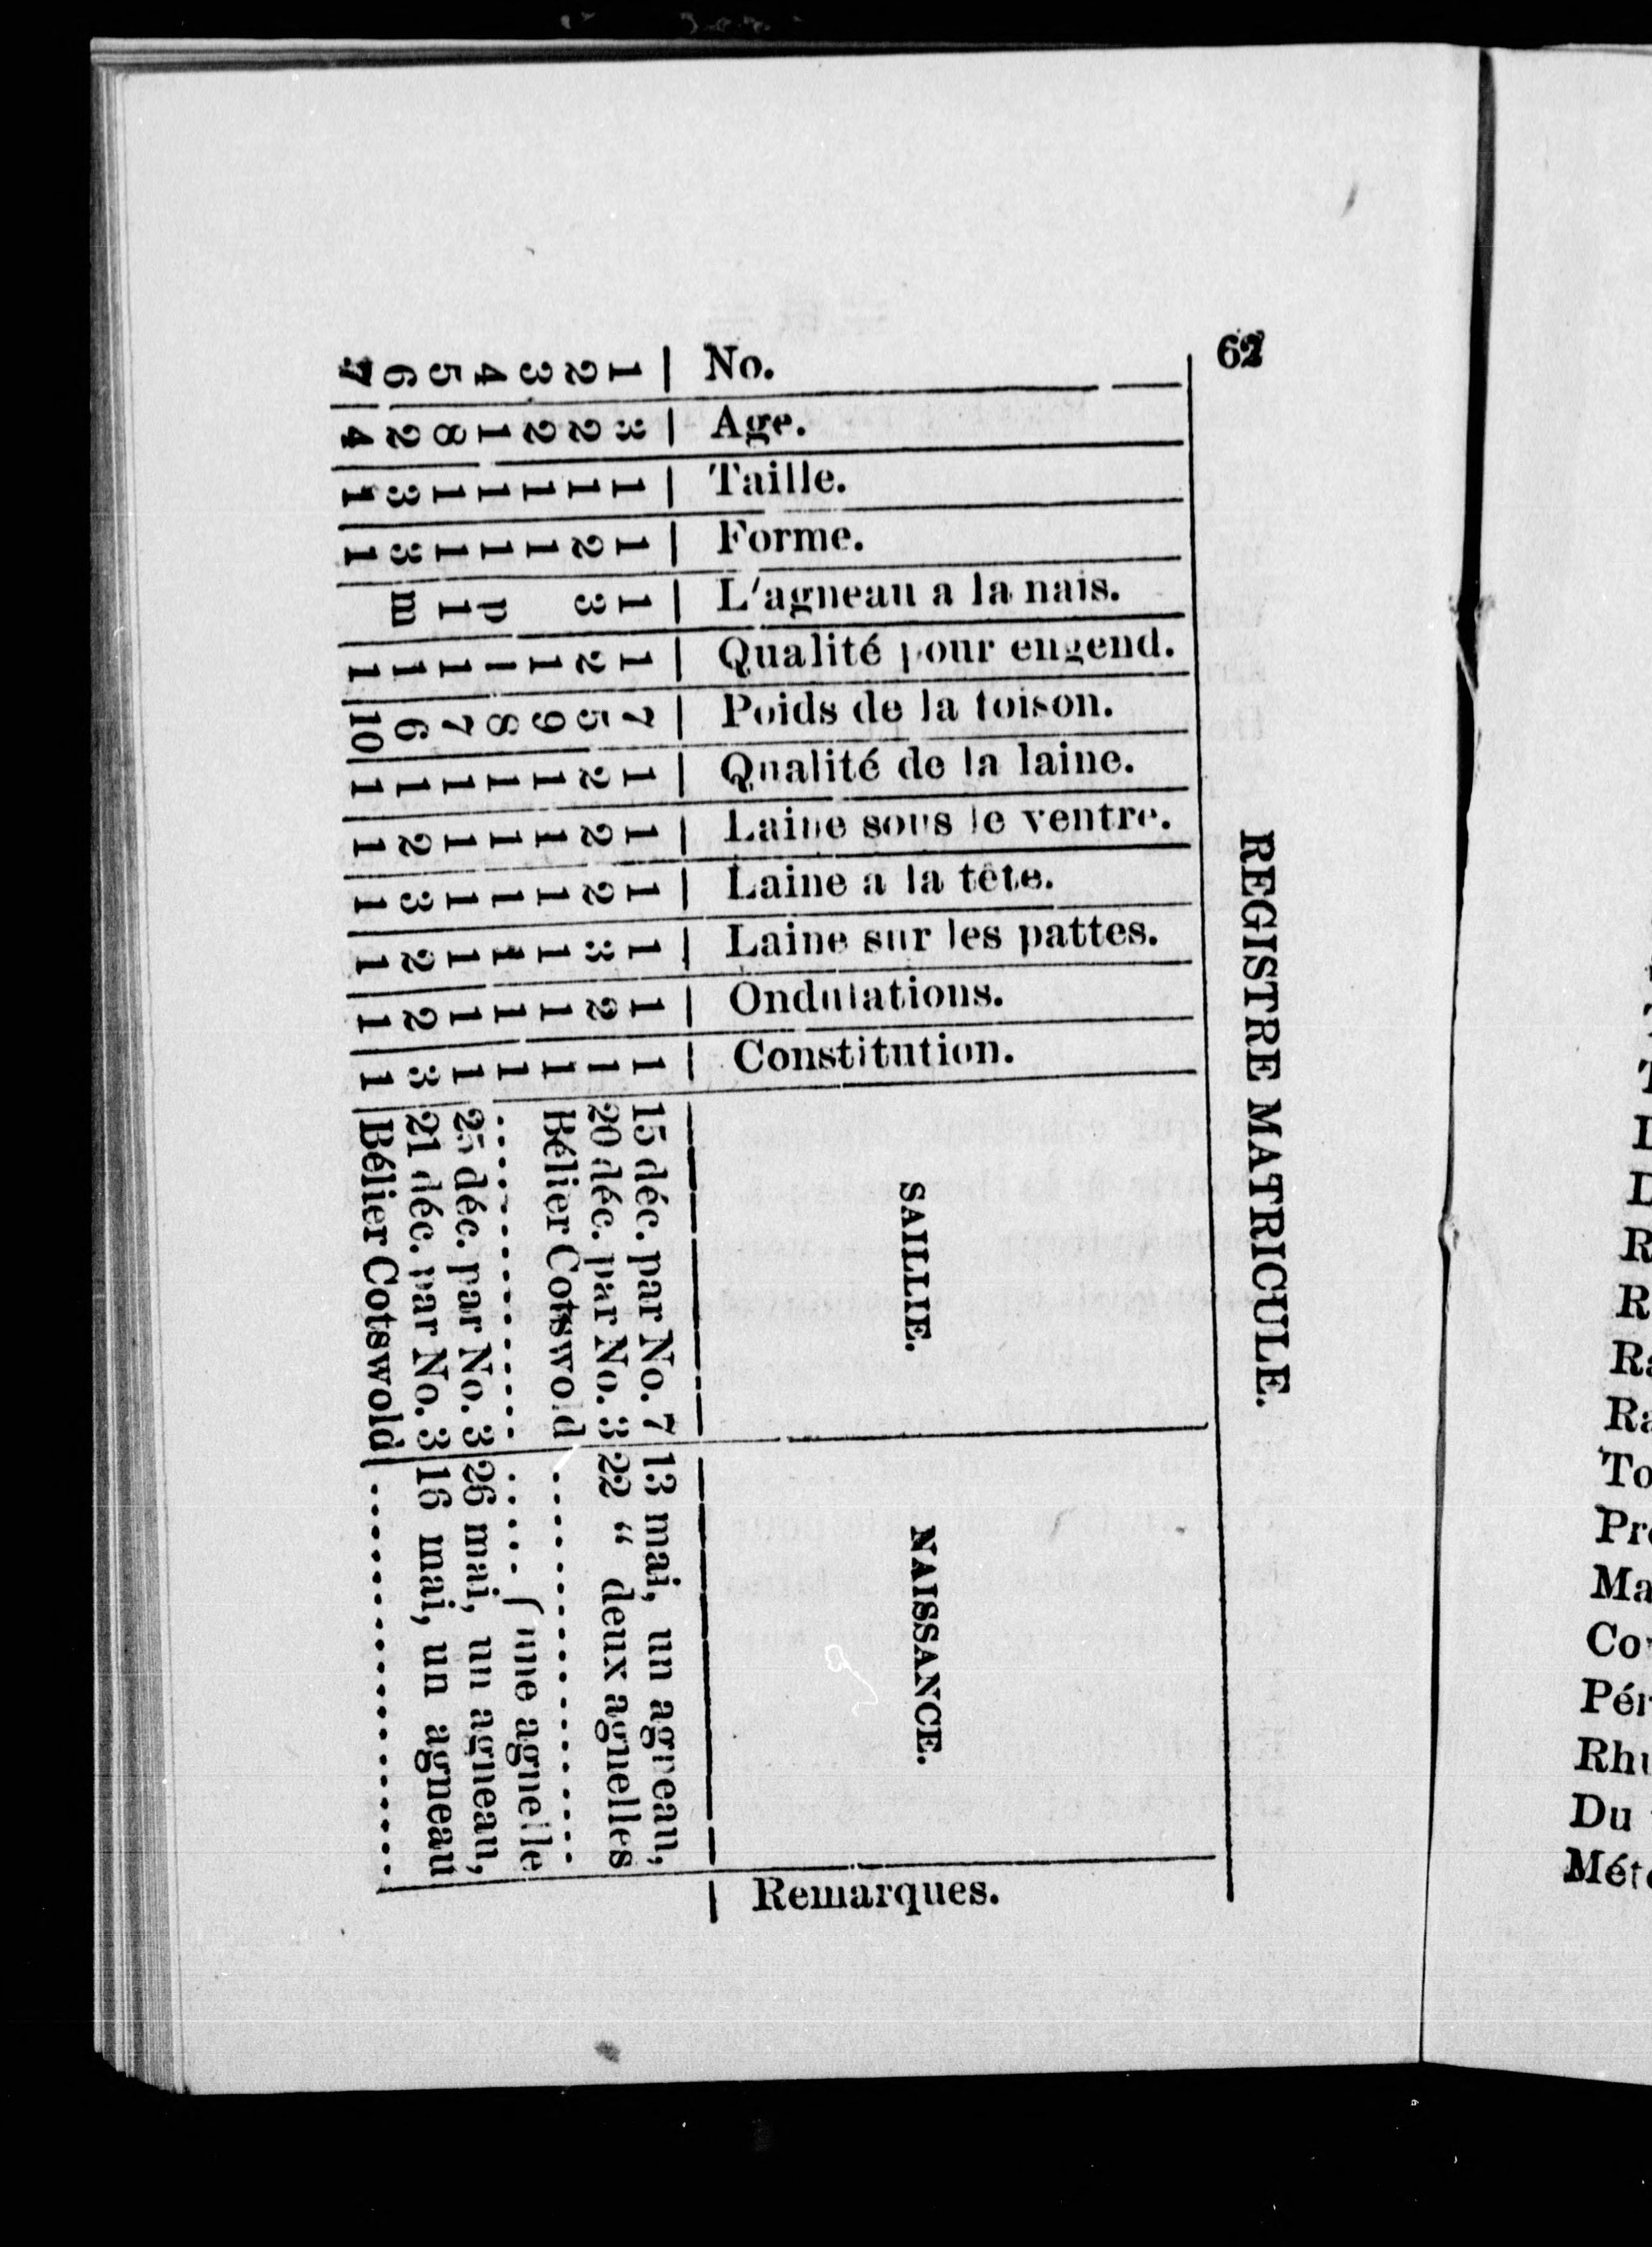 62
REGISTRE MATRICULE.
No. | Age. | Taille. | Forme. | L'agneau a la nais. | Qualité pour engend. | Poids de la toison. | Qualité de la laine. | Laine sous le ventre. | Laine a la tête. | Laine sur les pattes. | Ondulations. | Constitution. | SAILLIE. | NAISSANCE. | Remarques.
1 3 1 1 1 1 7 1 1 1 1 1 1 15 déc. par No. 7 13 mai, un agneau,
2 2 1 2 3 2 5 2 2 2 3 2 1 20 déc. par No. 3 22 “ deux agnelles
3 2 1 1 1 9 1 1 1 1 1 1 Bélier Cotswold ................
4 1 1 1 p 1 8 1 1 1 1 1 1 ................ ..... { une agnelle
5 8 1 1 1 1 7 1 1 1 1 1 1 25 déc. par No. 3 26 mai, un agneau,
6 2 3 3 m 1 6 1 2 3 2 2 3 21 déc. par No. 3 16 mai, un agneau
7 4 1 1 1 10 1 1 1 1 1 1 Bélier Cotswold ................
R
R
To
Du